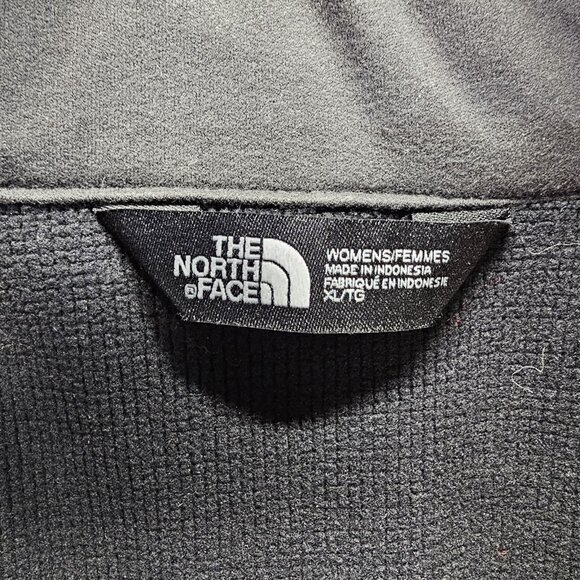 THE
NORTH
®FACE
WOMENS/FEMMES
MADE IN INDONESIA
FABRIQUÉ EN INDONESIE
XL/TG